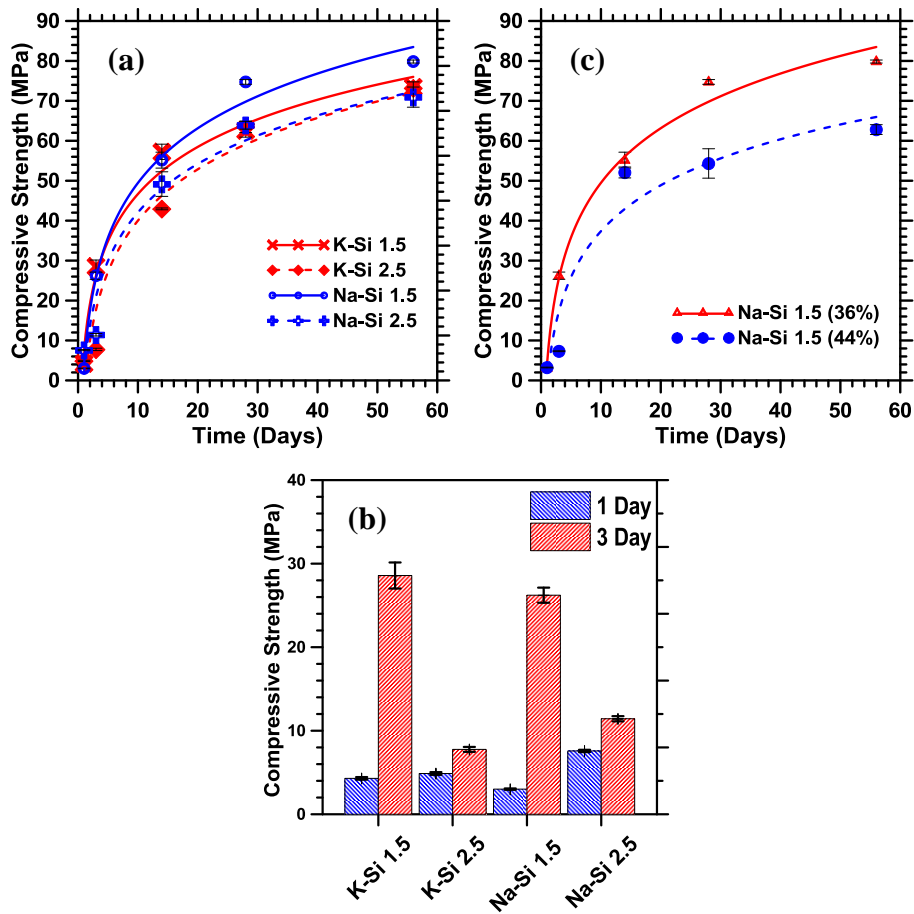 (a)
Compressive Strength (MPa)
90
80
70
60
50
40
30
20
10
0
0 10 20 30 40 50 60
Time (Days)
K-Si 1.5
K-Si 2.5
Na-Si 1.5
Na-Si 2.5
(c)
Compressive Strength (MPa)
90
80
70
60
50
40
30
20
10
0
0 10 20 30 40 50 60
Time (Days)
Na-Si 1.5 (36%)
Na-Si 1.5 (44%)
(b)
Compressive Strength (MPa)
40
30
20
10
0
1 Day
3 Day
K-Si 1.5
K-Si 2.5
Na-Si 1.5
Na-Si 2.5